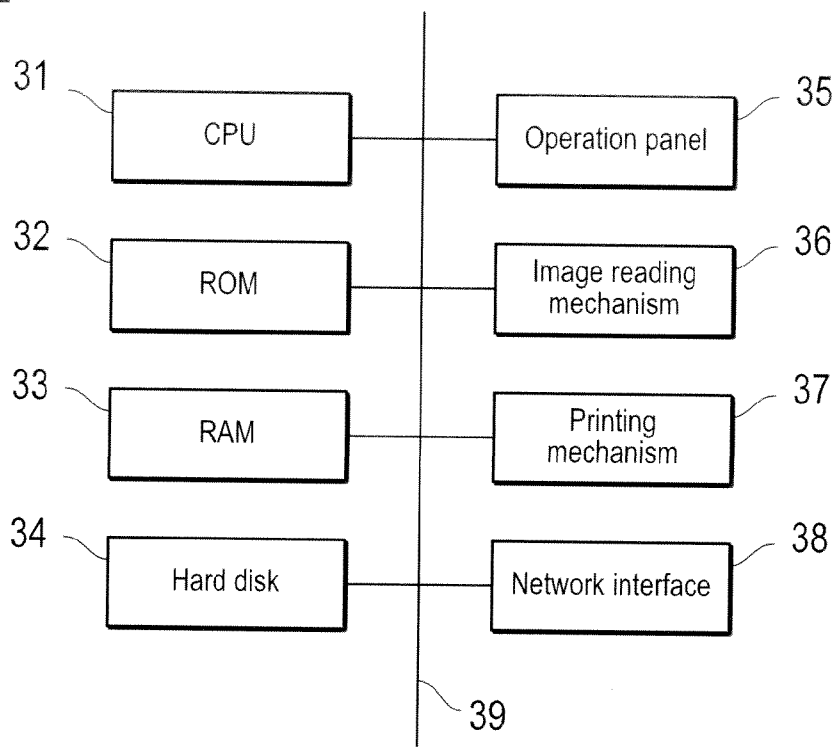 31
CPU
35
Operation panel
32
ROM
36
Image reading
mechanism
33
RAM
37
Printing
mechanism
34
Hard disk
38
Network interface
39